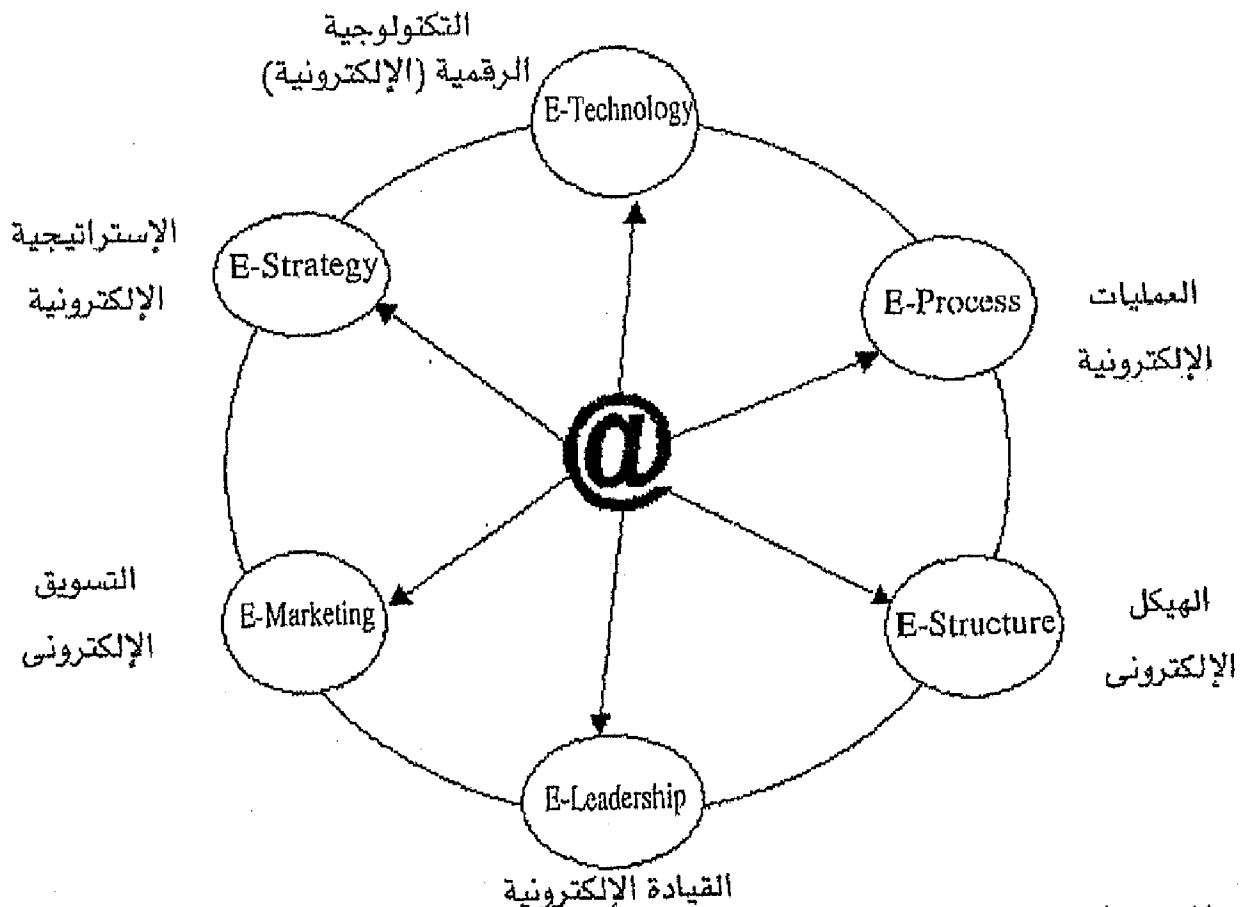 التكنولوجية
الرقمية (الإلكترونية)
E-Technology
الإستراتيجية
الإلكترونية
E-Strategy
E-Process
العمليات
الإلكترونية
@
التسويق
الإلكترونى
E-Marketing
E-Structure
الهيكل
الإلكترونى
E-Leadership
القيادة الإلكترونية